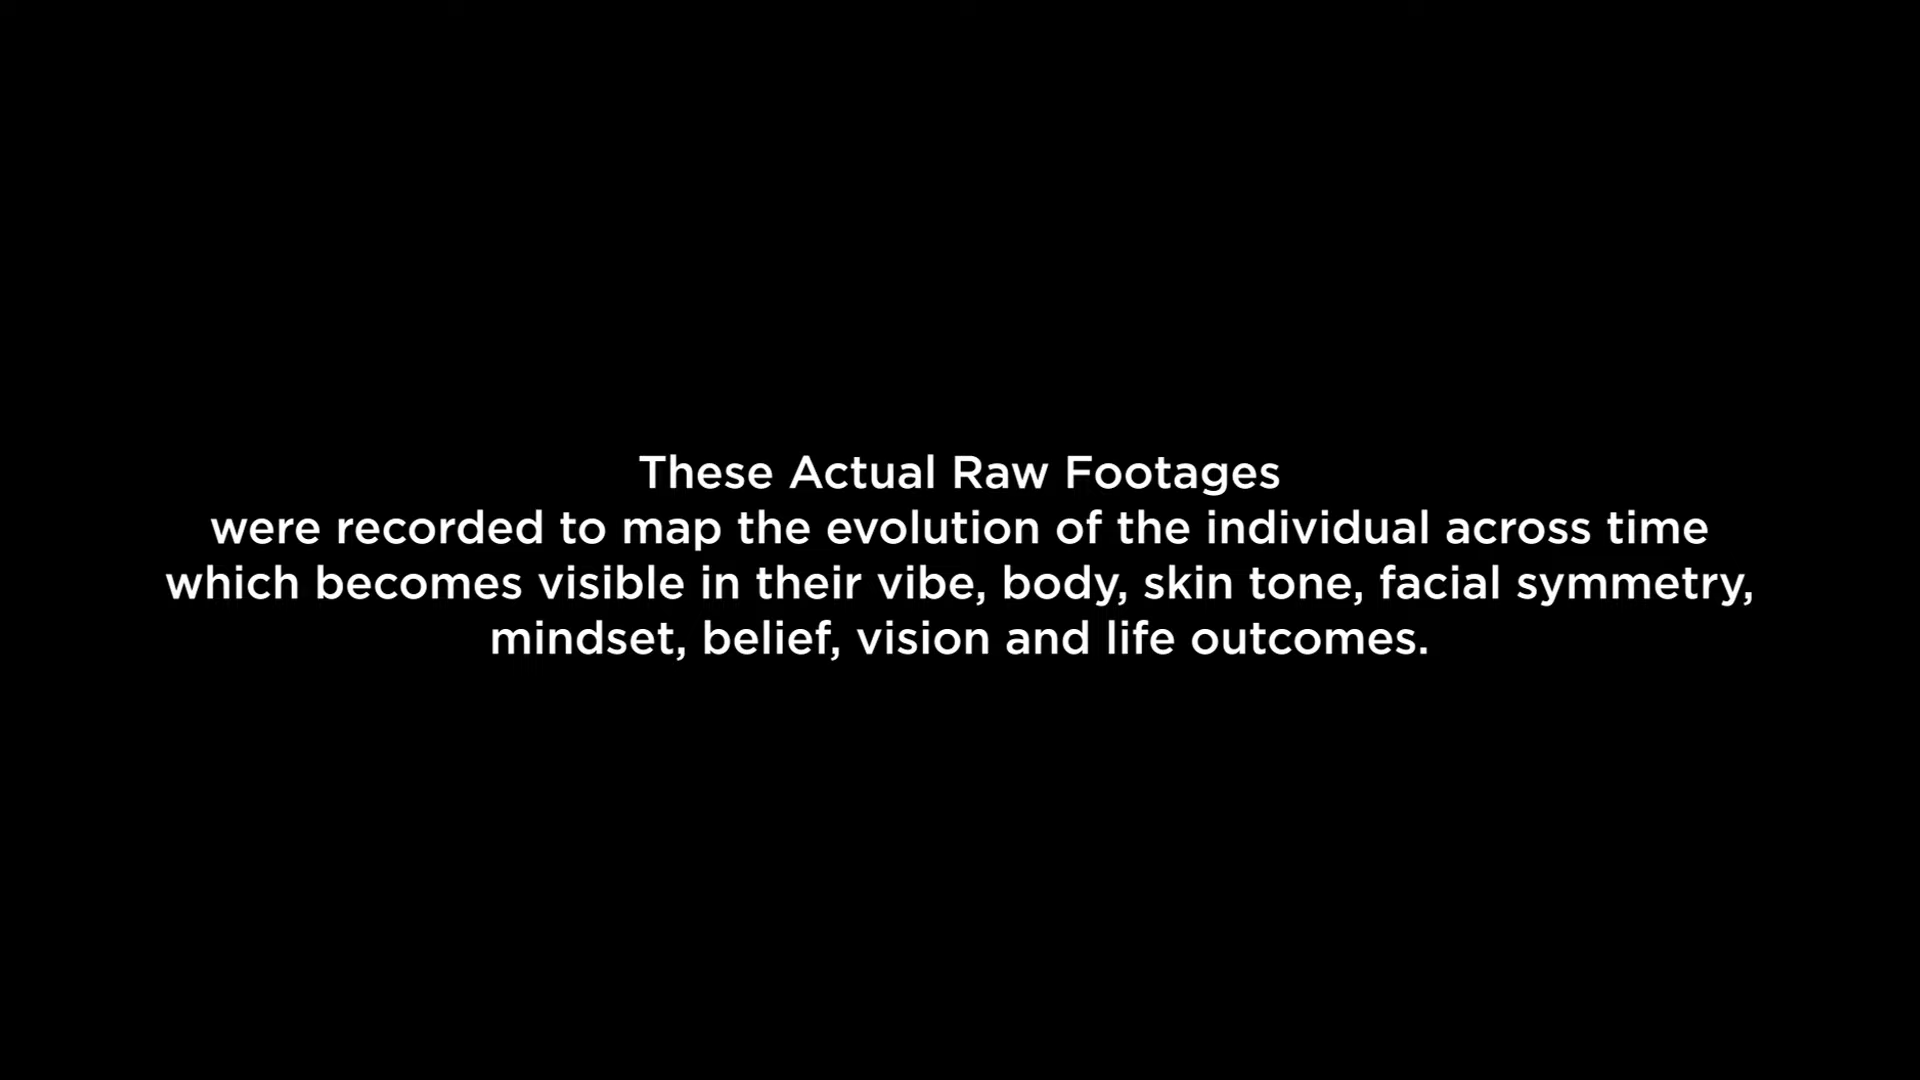 These Actual Raw Footages
were recorded to map the evolution of the individual across time
which becomes visible in their vibe, body, skin tone, facial symmetry,
mindset, belief, vision and life outcomes.